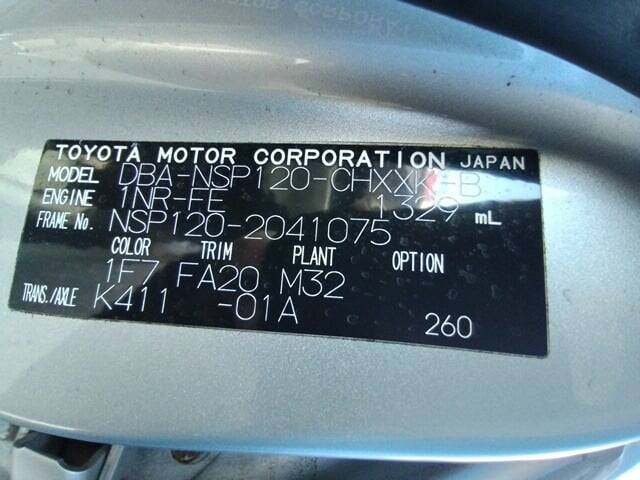 TOYOTA MOTOR CORPORATION JAPAN
MODEL DBA-NSP120-CHXXK-B
ENGINE 1NR-FE 1329 mL
FRAME No. NSP120-2041075
COLOR TRIM PLANT OPTION
1F7 FA20 M32
TRANS./AXLE K411 -01A
260